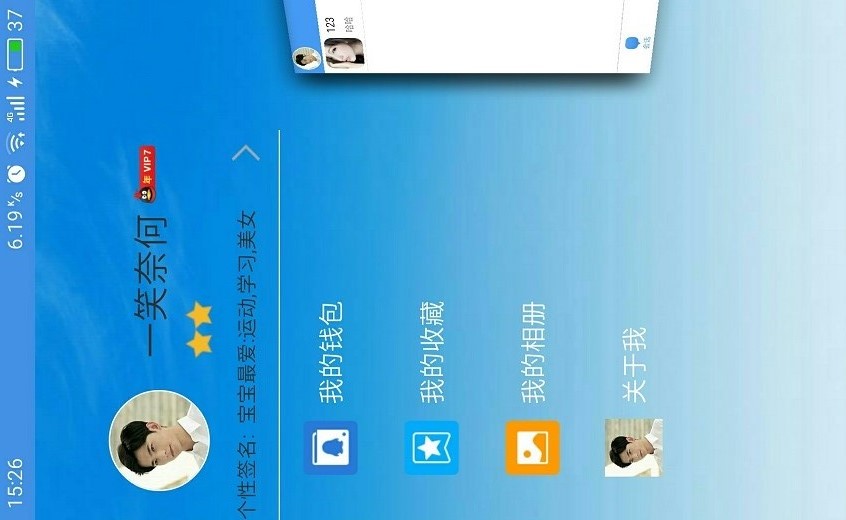 15:26 6.19 K/s 4G 37
一笑奈何 年 VIP7
个性签名: 宝宝最爱:运动,学习,美女
我的钱包
我的收藏
我的相册
关于我
123
哈哈
会话